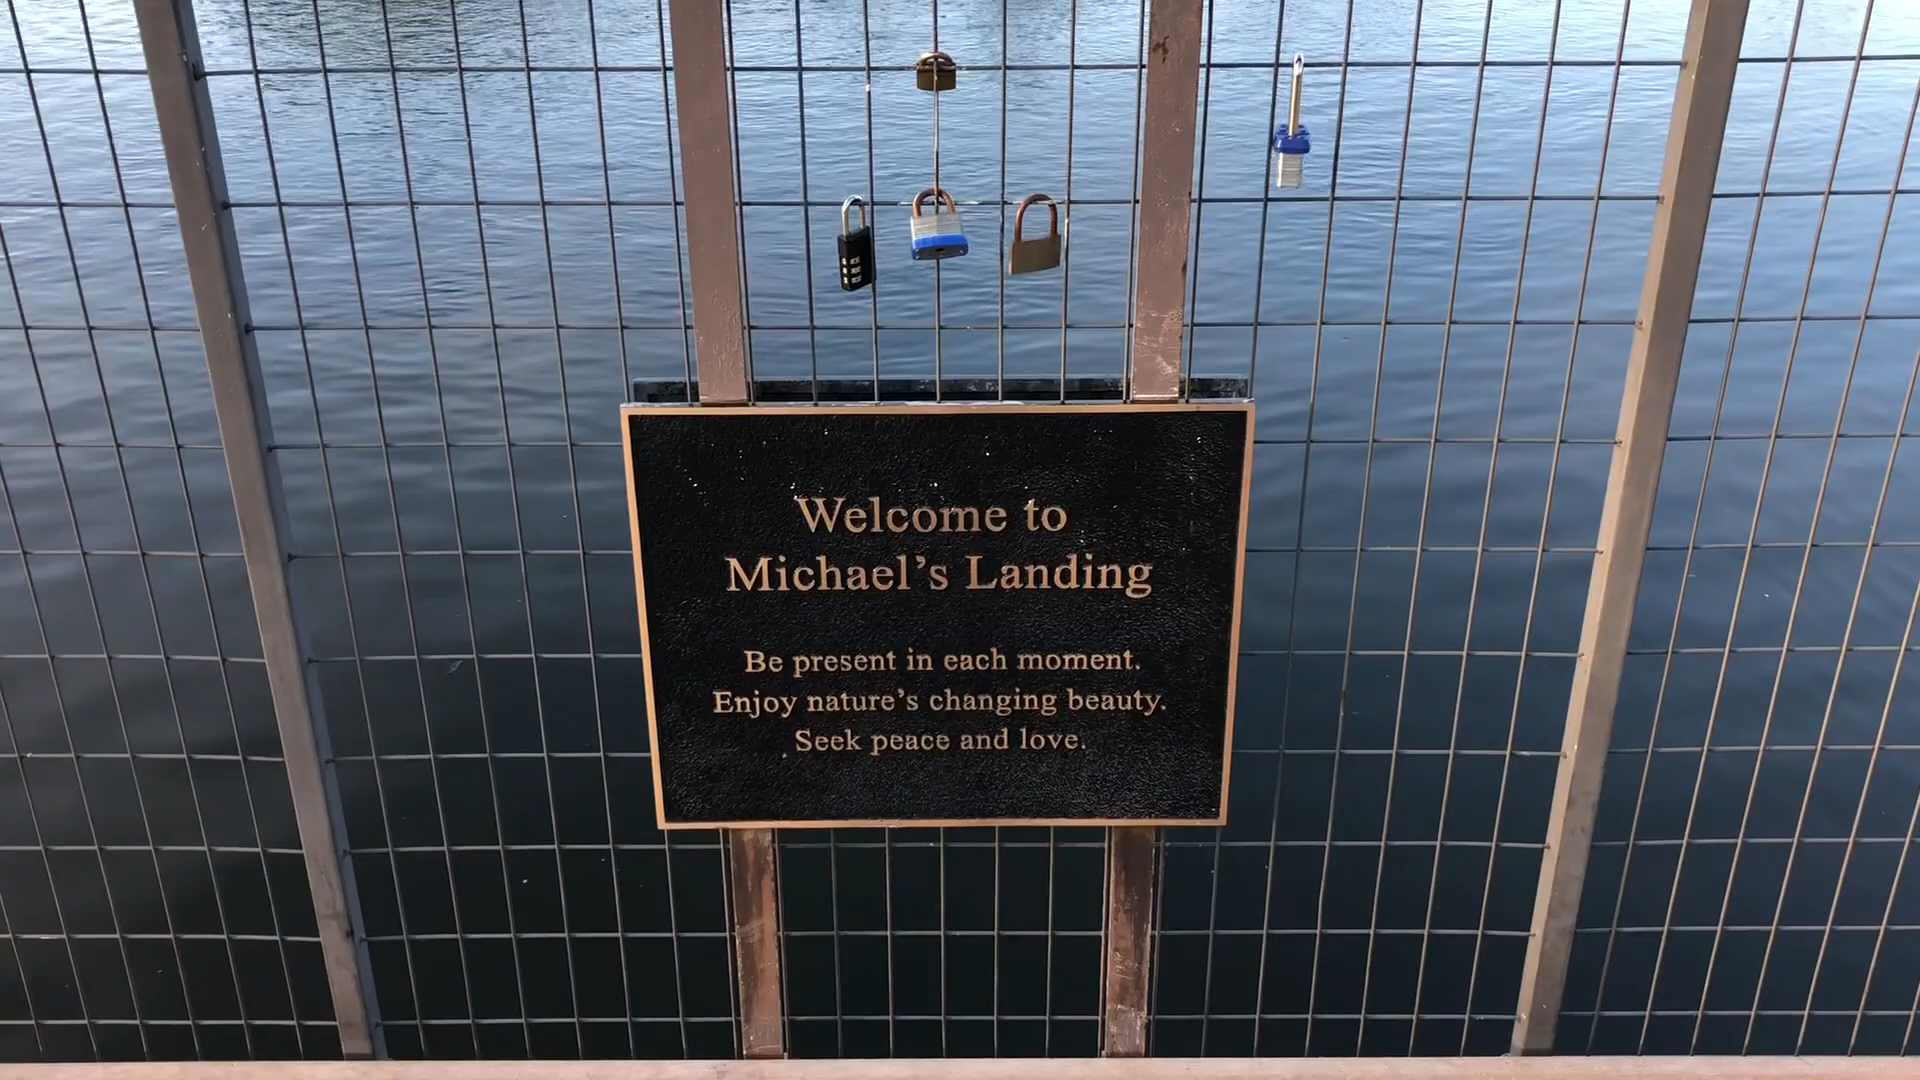 Welcome to
Michael's Landing
Be present in each moment.
Enjoy nature's changing beauty.
Seek peace and love.